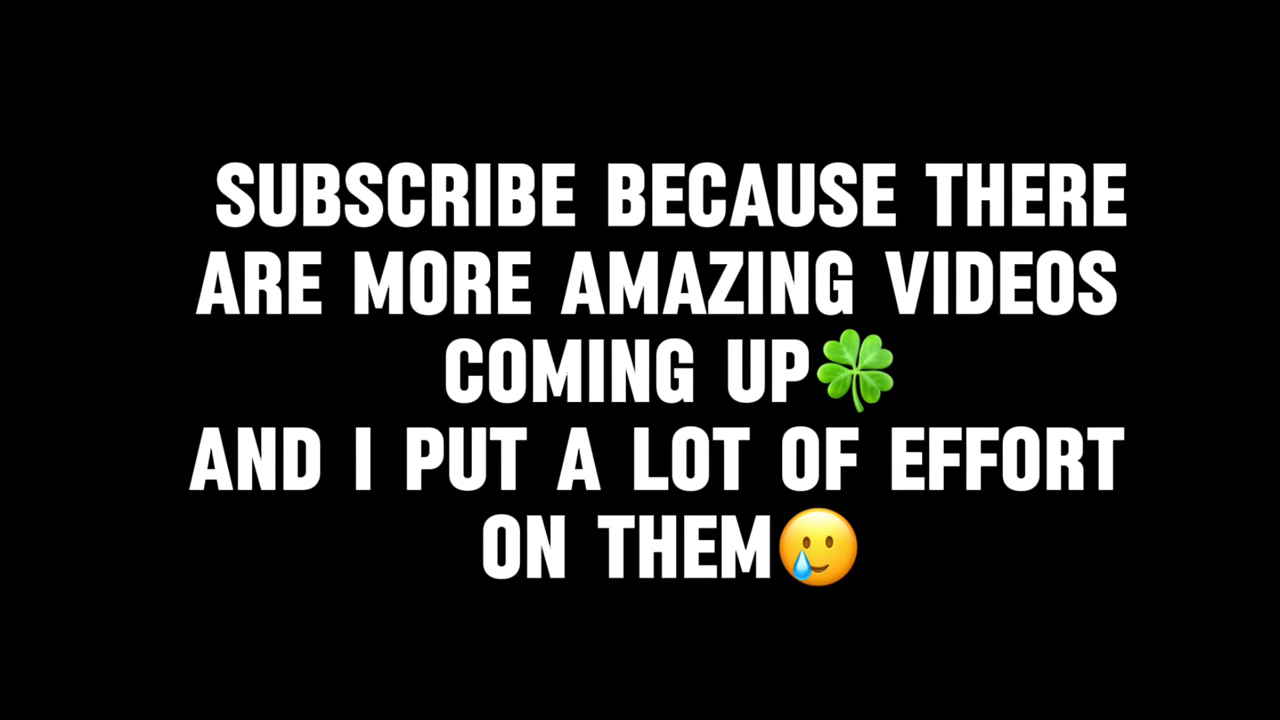 SUBSCRIBE BECAUSE THERE
ARE MORE AMAZING VIDEOS
COMING UP🍀
AND I PUT A LOT OF EFFORT
ON THEM🥲